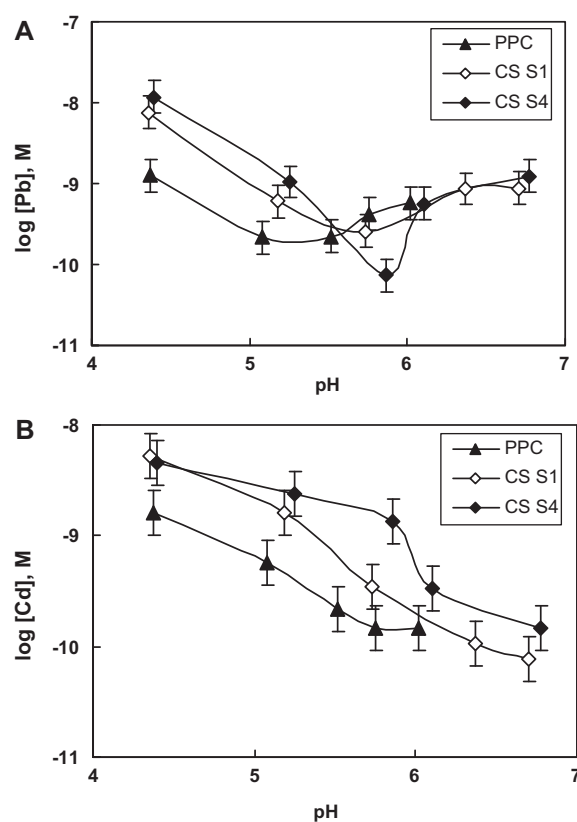 A
-7
-8
-9
-10
-11
log [Pb], M
4
5
6
7
pH
PPC
CS S1
CS S4
B
-8
-9
-10
-11
log [Cd], M
4
5
6
7
pH
PPC
CS S1
CS S4